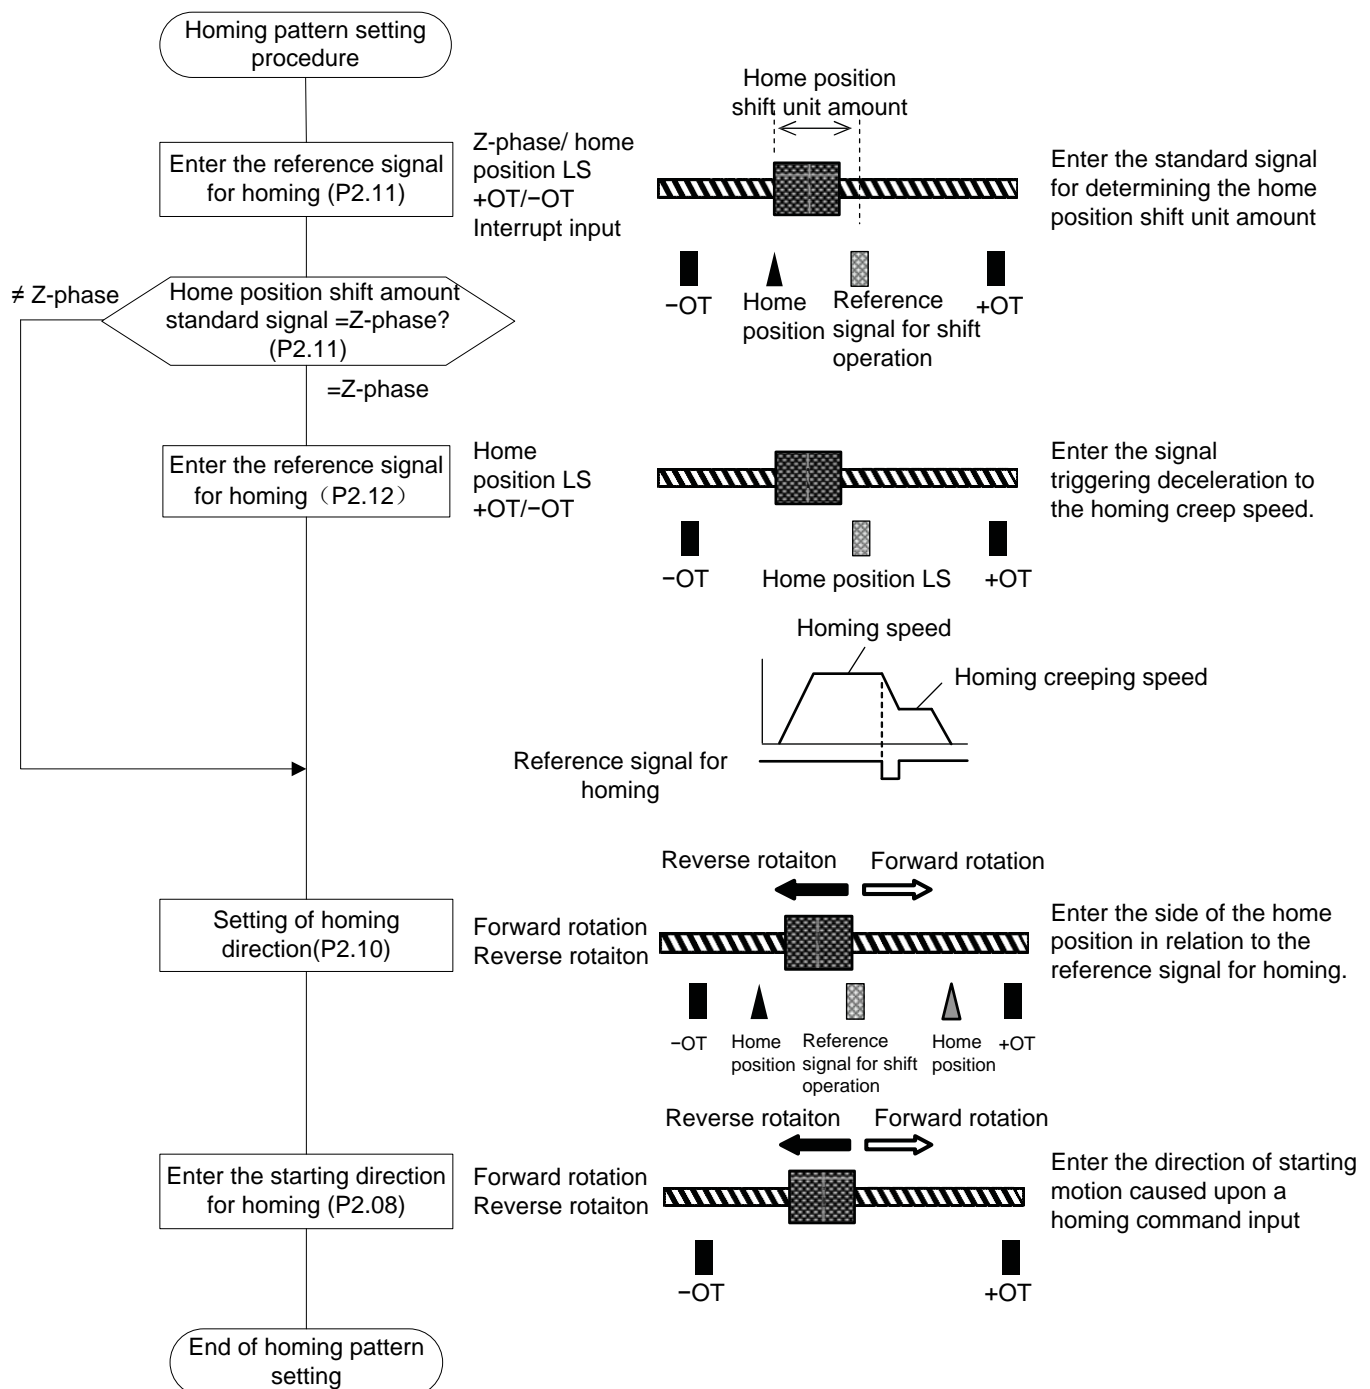 Homing pattern setting
procedure
Home position
shift unit amount
Enter the reference signal
for homing (P2.11)
Z-phase/ home
position LS
+OT/−OT
Interrupt input
Enter the standard signal
for determining the home
position shift unit amount
−OT
Home
position
Reference
signal for shift
operation
+OT
≠ Z-phase
Home position shift amount
standard signal =Z-phase?
(P2.11)
=Z-phase
Enter the reference signal
for homing（P2.12）
Home
position LS
+OT/−OT
Enter the signal
triggering deceleration to
the homing creep speed.
−OT
Home position LS
+OT
Homing speed
Homing creeping speed
Reference signal for
homing
Reverse rotaiton
Forward rotation
Setting of homing
direction(P2.10)
Forward rotation
Reverse rotaiton
Enter the side of the home
position in relation to the
reference signal for homing.
−OT
Home
position
Reference
signal for shift
operation
Home
position
+OT
Reverse rotaiton
Forward rotation
Enter the starting direction
for homing (P2.08)
Forward rotation
Reverse rotaiton
Enter the direction of starting
motion caused upon a
homing command input
−OT
+OT
End of homing pattern
setting